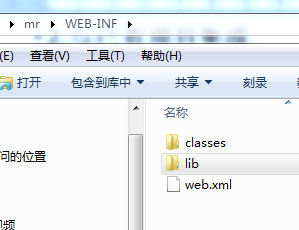 mr WEB-INF
查看(V) 工具(T) 帮助(H)
打开 包含到库中 共享 刻录
名称
classes
lib
web.xml
问的位置